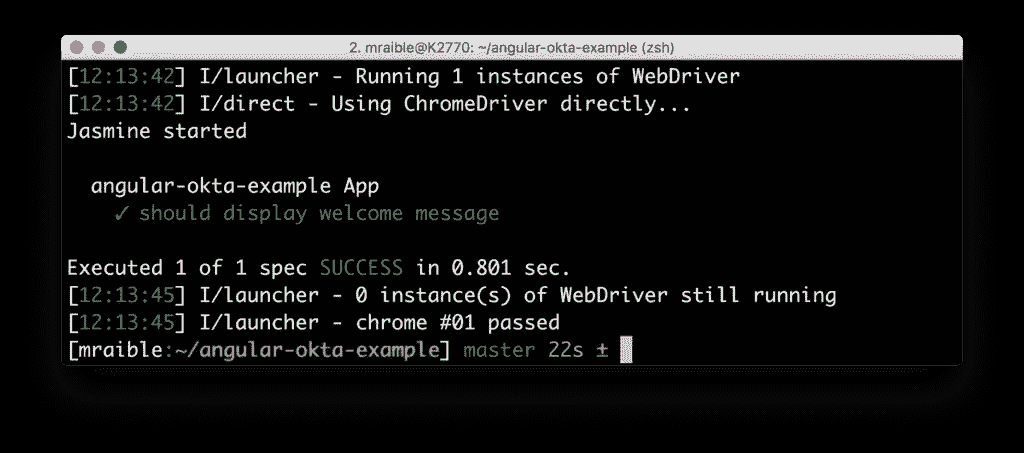 2. mraible@K2770: ~/angular-okta-example (zsh)
[12:13:42] I/launcher - Running 1 instances of WebDriver
[12:13:42] I/direct - Using ChromeDriver directly...
Jasmine started
angular-okta-example App
✓ should display welcome message
Executed 1 of 1 spec SUCCESS in 0.801 sec.
[12:13:45] I/launcher - 0 instance(s) of WebDriver still running
[12:13:45] I/launcher - chrome #01 passed
[mraible:~/angular-okta-example] master 22s ±